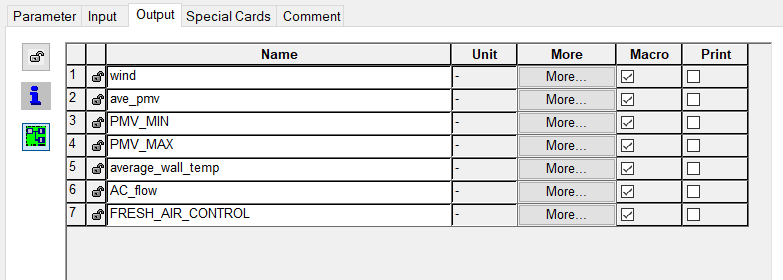 Parameter Input Output Special Cards Comment
Name Unit More Macro Print
1 wind - More...
2 ave_pmv - More...
3 PMV_MIN - More...
4 PMV_MAX - More...
5 average_wall_temp - More...
6 AC_flow - More...
7 FRESH_AIR_CONTROL - More...